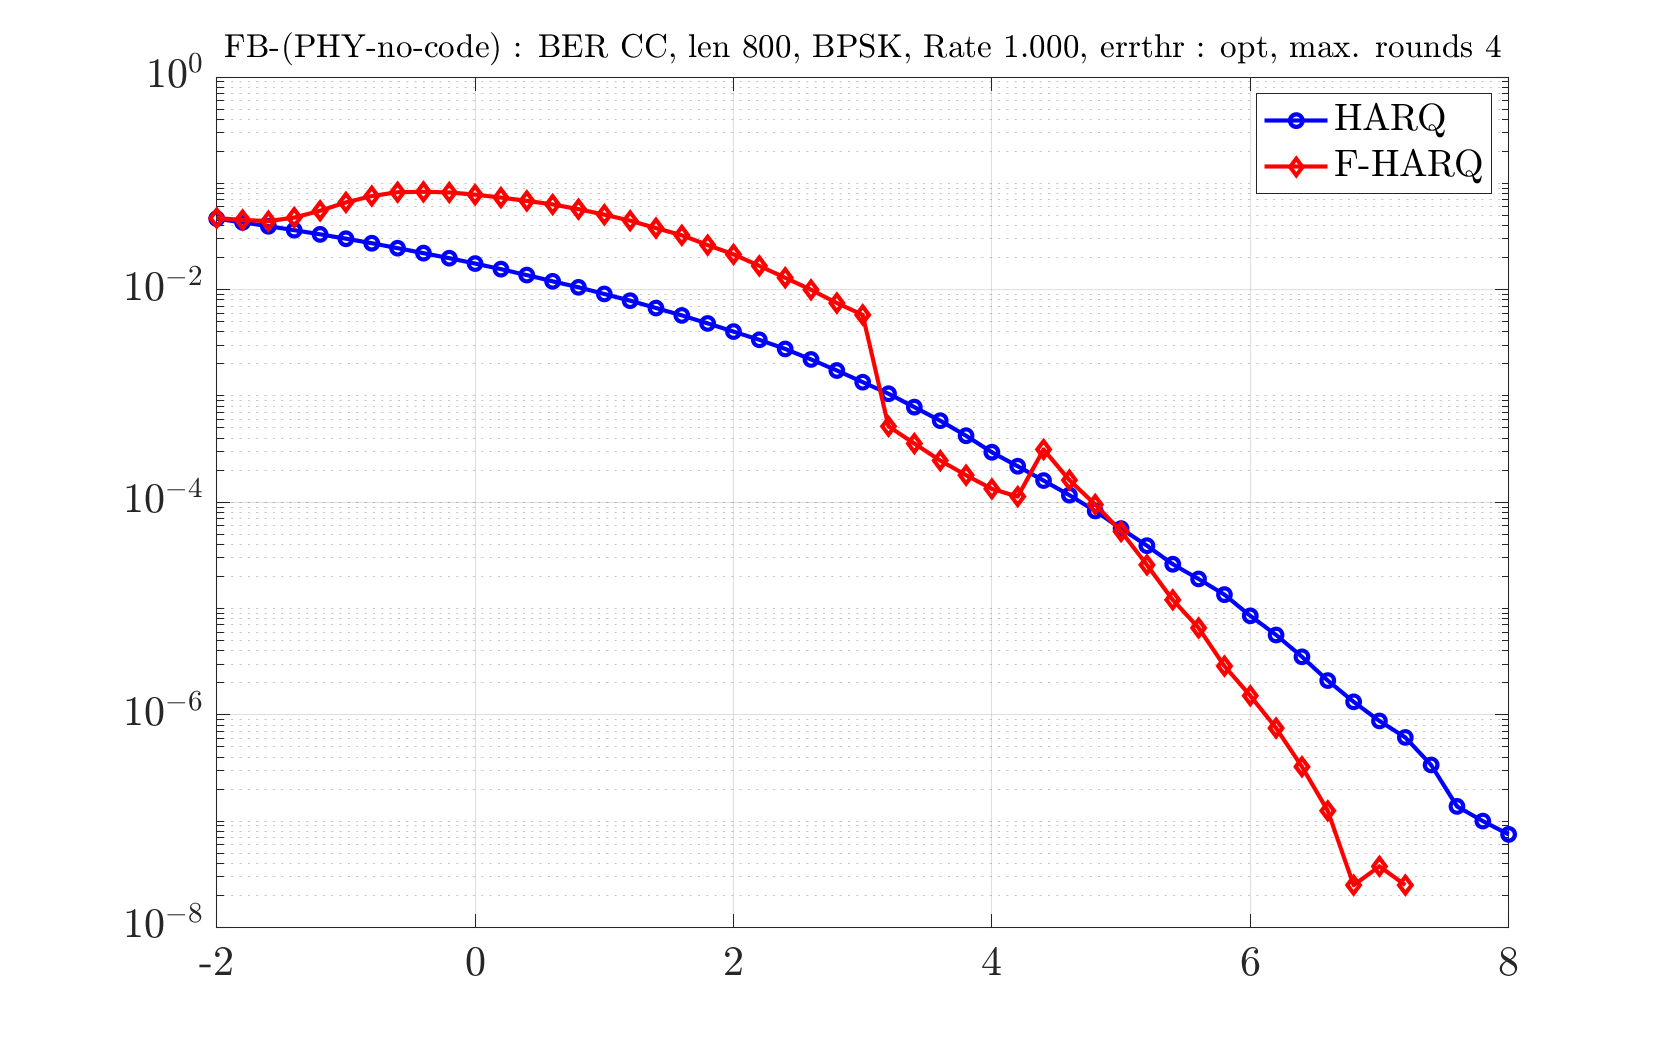 FB-(PHY-no-code) : BER CC, len 800, BPSK, Rate 1.000, errthr : opt, max. rounds 4
10^0
HARQ
F-HARQ
10^{-2}
10^{-4}
10^{-6}
10^{-8}
-2 0 2 4 6 8